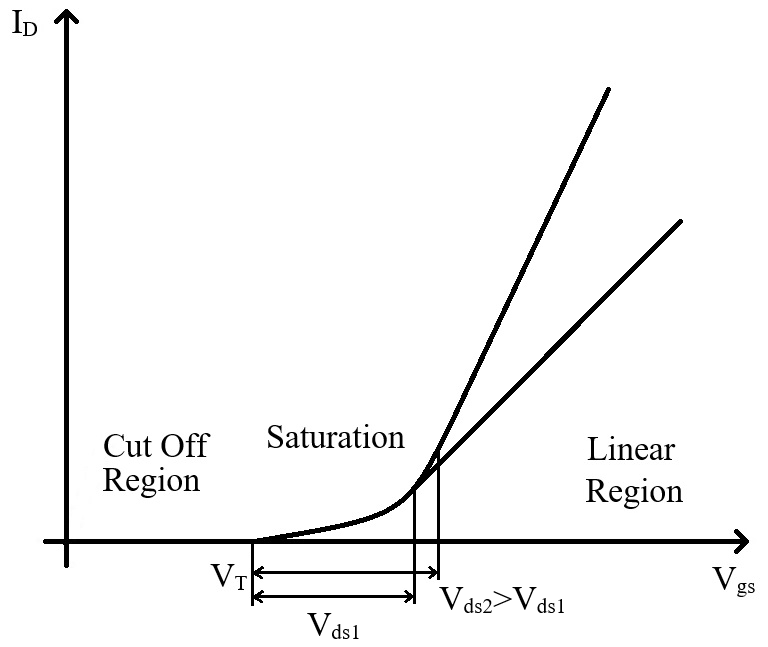 I_D
Cut Off
Region
Saturation
Linear
Region
V_T
V_gs
V_ds2>V_ds1
V_ds1